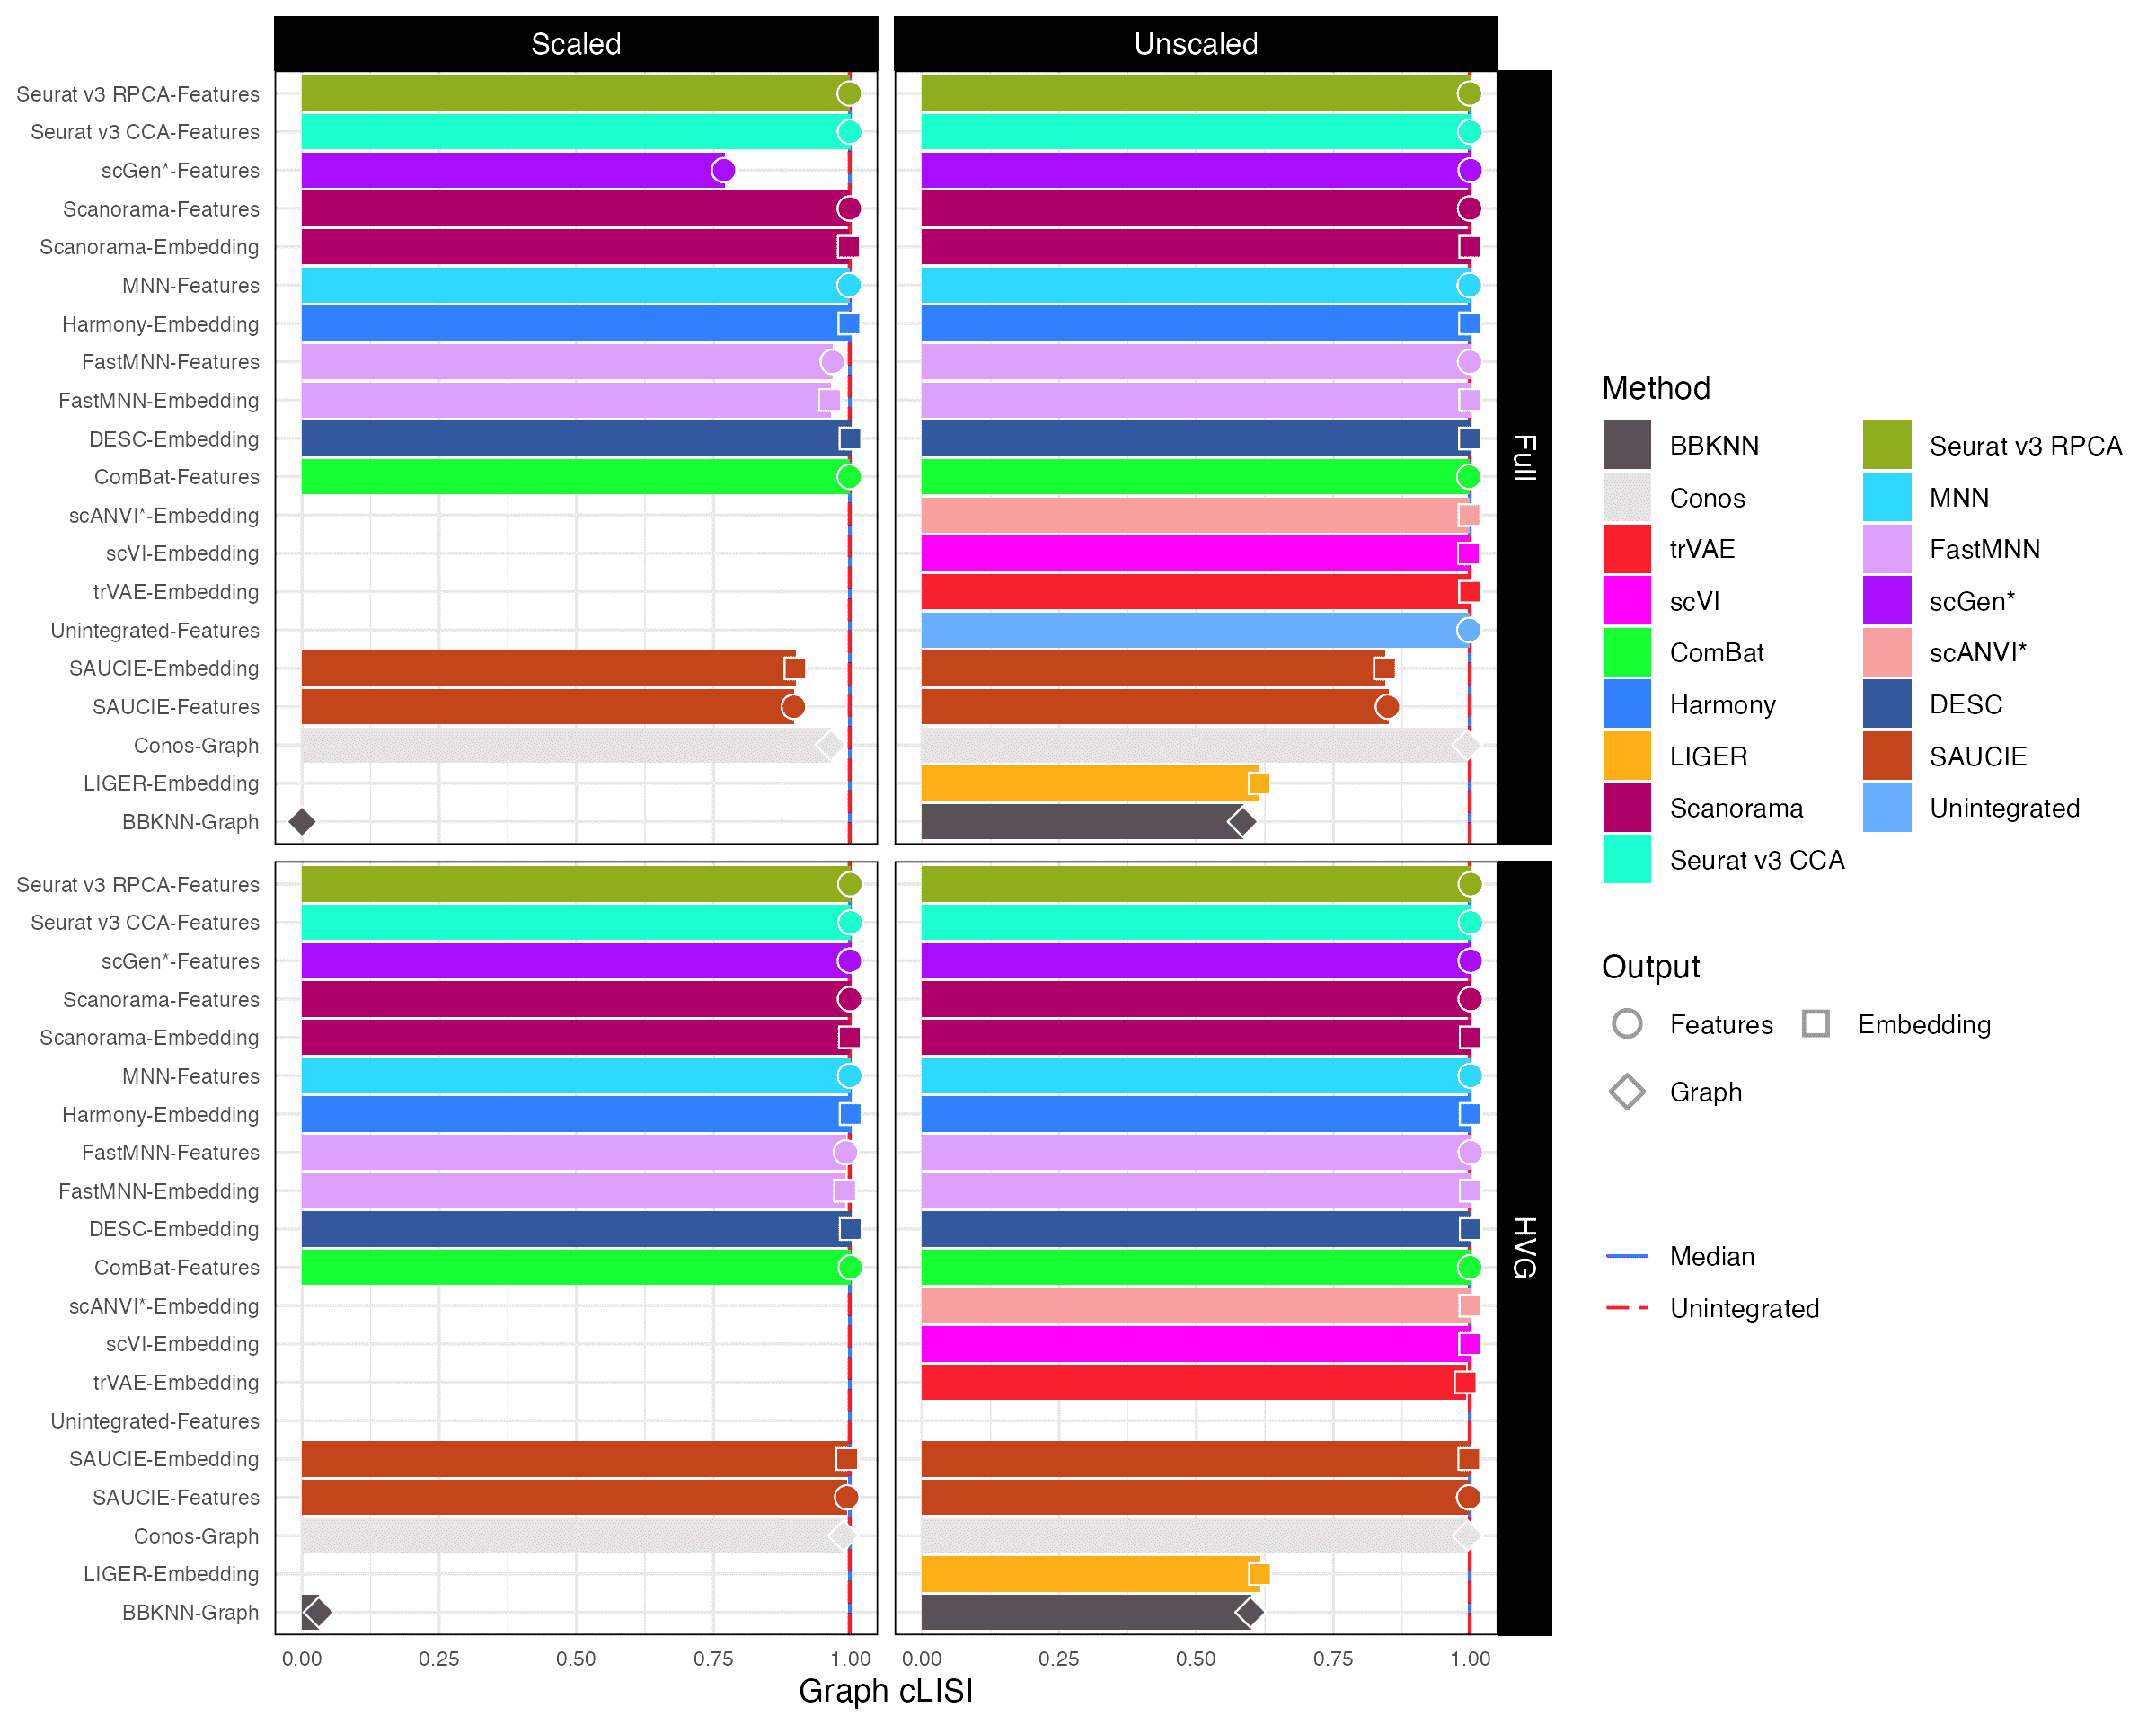 Scaled
Unscaled
Seurat v3 RPCA-Features
Seurat v3 CCA-Features
scGen*-Features
Scanorama-Features
Scanorama-Embedding
MNN-Features
Harmony-Embedding
FastMNN-Features
FastMNN-Embedding
DESC-Embedding
ComBat-Features
scANVI*-Embedding
scVI-Embedding
trVAE-Embedding
Unintegrated-Features
SAUCIE-Embedding
SAUCIE-Features
Conos-Graph
LIGER-Embedding
BBKNN-Graph
Full
Seurat v3 RPCA-Features
Seurat v3 CCA-Features
scGen*-Features
Scanorama-Features
Scanorama-Embedding
MNN-Features
Harmony-Embedding
FastMNN-Features
FastMNN-Embedding
DESC-Embedding
ComBat-Features
scANVI*-Embedding
scVI-Embedding
trVAE-Embedding
Unintegrated-Features
SAUCIE-Embedding
SAUCIE-Features
Conos-Graph
LIGER-Embedding
BBKNN-Graph
HVG
0.00 0.25 0.50 0.75 1.00 0.00 0.25 0.50 0.75 1.00
Graph cLISI
Method
BBKNN
Conos
trVAE
scVI
ComBat
Harmony
LIGER
Scanorama
Seurat v3 CCA
Seurat v3 RPCA
MNN
FastMNN
scGen*
scANVI*
DESC
SAUCIE
Unintegrated
Output
Features
Embedding
Graph
Median
Unintegrated